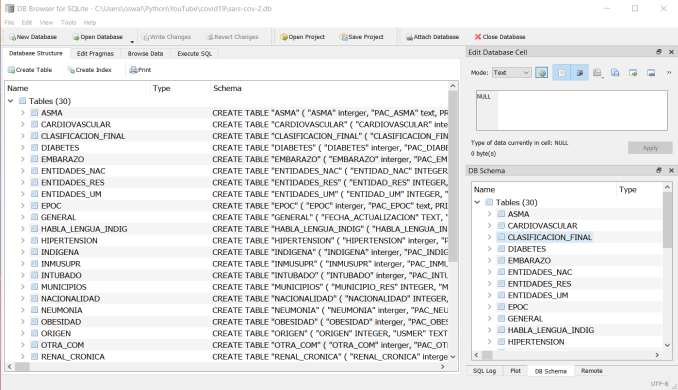 DB Browser for SQLite - C:\Users\oswal\Python\YouTube\covid19\sars-cov-2.db
File Edit View Tools Help
New Database Open Database Write Changes Revert Changes Open Project Save Project Attach Database Close Database
Database Structure Edit Pragmas Browse Data Execute SQL
Create Table Create Index Print
Name Type Schema
Tables (30)
ASMA CREATE TABLE "ASMA" ( "ASMA" interger, "PAC_ASMA" text, PR
CARDIOVASCULAR CREATE TABLE "CARDIOVASCULAR" ( "CARDIOVASCULAR" inte
CLASIFICACION_FINAL CREATE TABLE "CLASIFICACION_FINAL" ( "CLASIFICACION_FIN
DIABETES CREATE TABLE "DIABETES" ( "DIABETES" interger, "PAC_DIABE
EMBARAZO CREATE TABLE "EMBARAZO" ( "EMBARAZO" interger, "PAC_EM
ENTIDADES_NAC CREATE TABLE "ENTIDADES_NAC" ( "ENTIDAD_NAC" INTEGER
ENTIDADES_RES CREATE TABLE "ENTIDADES_RES" ( "ENTIDAD_RES" INTEGER,
ENTIDADES_UM CREATE TABLE "ENTIDADES_UM" ( "ENTIDAD_UM" INTEGER,
EPOC CREATE TABLE "EPOC" ( "EPOC" interger, "PAC_EPOC" text, PRI
GENERAL CREATE TABLE "GENERAL" ( "FECHA_ACTUALIZACION" TEXT, "
HABLA_LENGUA_INDIG CREATE TABLE "HABLA_LENGUA_INDIG" ( "HABLA_LENGUA_IN
HIPERTENSION CREATE TABLE "HIPERTENSION" ( "HIPERTENSION" interger, "P
INDIGENA CREATE TABLE "INDIGENA" ( "INDIGENA" interger, "PAC_INDIG
INMUSUPR CREATE TABLE "INMUSUPR" ( "INMUSUPR" interger, "PAC_INMU
INTUBADO CREATE TABLE "INTUBADO" ( "INTUBADO" interger, "PAC_INTU
MUNICIPIOS CREATE TABLE "MUNICIPIOS" ( "MUNICIPIO_RES" INTEGER, "M
NACIONALIDAD CREATE TABLE "NACIONALIDAD" ( "NACIONALIDAD" INTEGER,
NEUMONIA CREATE TABLE "NEUMONIA" ( "NEUMONIA" interger, "PAC_NEU
OBESIDAD CREATE TABLE "OBESIDAD" ( "OBESIDAD" interger, "PAC_OBES
ORIGEN CREATE TABLE "ORIGEN" ( "ORIGEN" INTEGER, "USMER" TEXT
OTRA_COM CREATE TABLE "OTRA_COM" ( "OTRA_COM" interger, "PAC_OT
RENAL_CRONICA CREATE TABLE "RENAL_CRONICA" ( "RENAL_CRONICA" interge
Edit Database Cell
Mode: Text
NULL
Type of data currently in cell: NULL
0 byte(s)
Apply
DB Schema
Name Type
Tables (30)
ASMA
CARDIOVASCULAR
CLASIFICACION_FINAL
DIABETES
EMBARAZO
ENTIDADES_NAC
ENTIDADES_RES
ENTIDADES_UM
EPOC
GENERAL
HABLA_LENGUA_INDIG
HIPERTENSION
SQL Log Plot DB Schema Remote
UTF-8